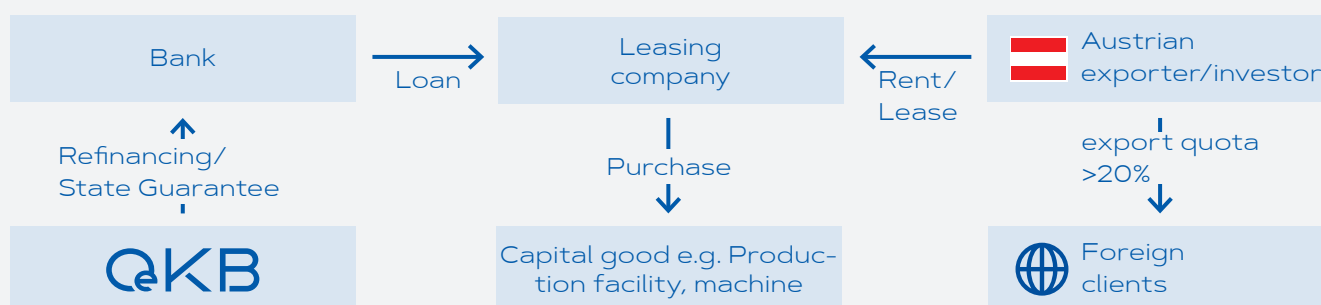 Bank
Loan
Leasing
company
Rent/
Lease
Austrian
exporter/investor
Refinancing/
State Guarantee
Purchase
export quota
>20%
OeKB
Capital good e.g. Produc-
tion facility, machine
Foreign
clients